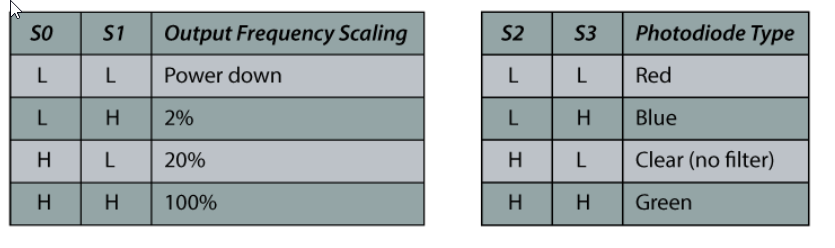 S0 S1 Output Frequency Scaling
L L Power down
L H 2%
H L 20%
H H 100%
S2 S3 Photodiode Type
L L Red
L H Blue
H L Clear (no filter)
H H Green